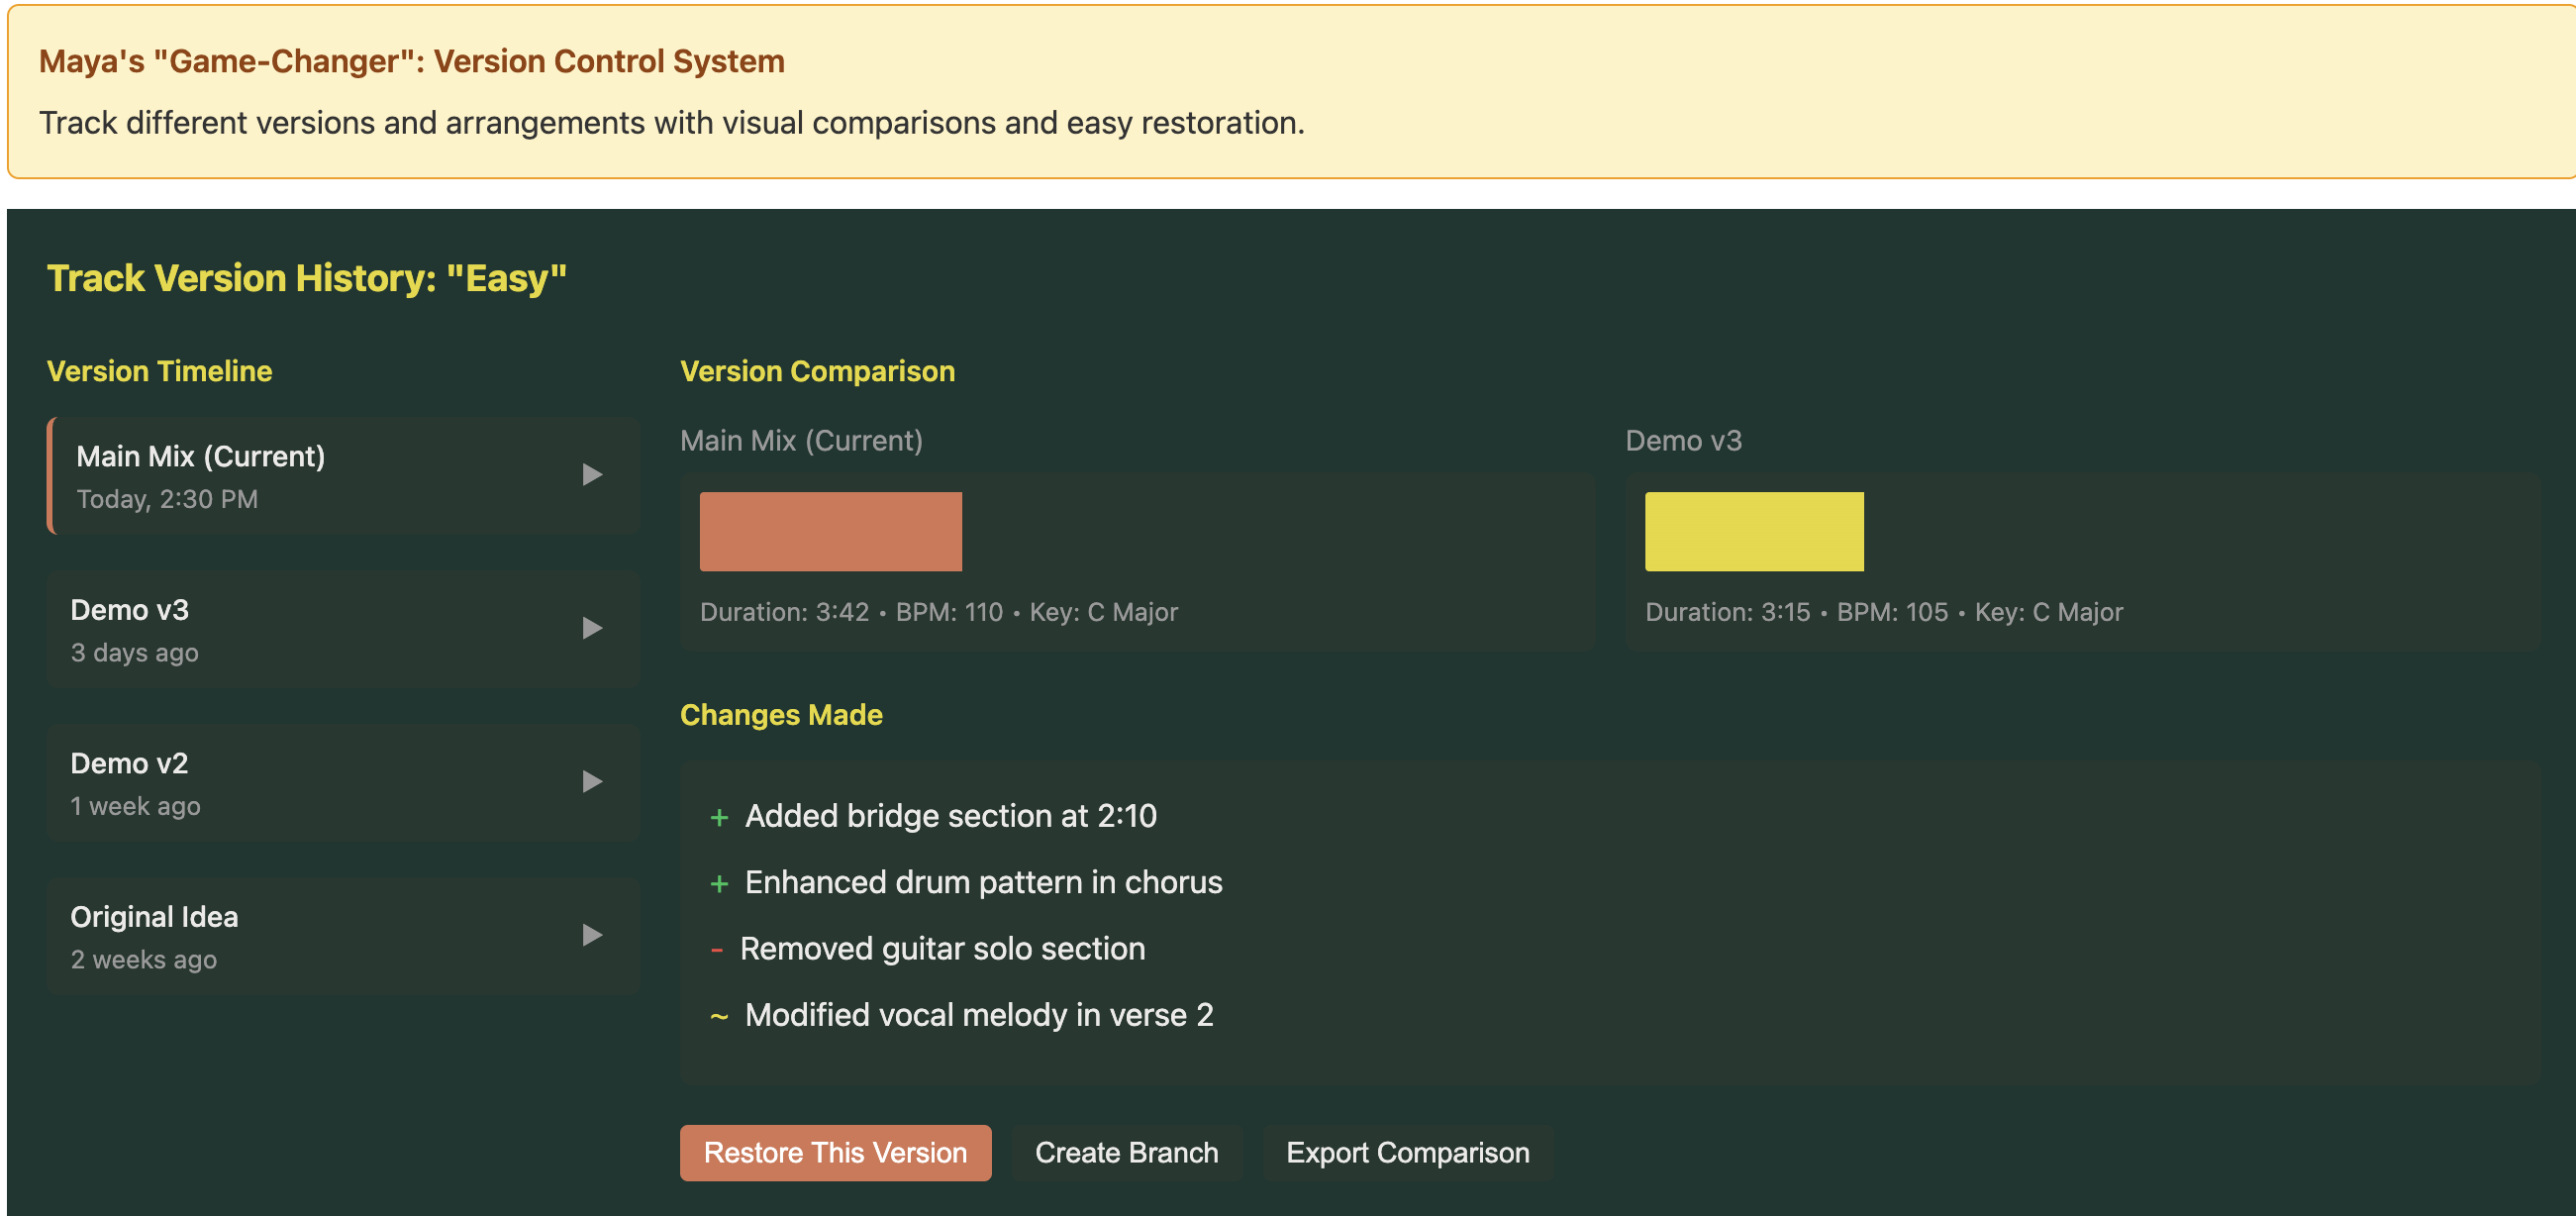 Maya's "Game-Changer": Version Control System
Track different versions and arrangements with visual comparisons and easy restoration.
Track Version History: "Easy"
Version Timeline
Main Mix (Current)
Today, 2:30 PM
Demo v3
3 days ago
Demo v2
1 week ago
Original Idea
2 weeks ago
Version Comparison
Main Mix (Current)
Duration: 3:42 • BPM: 110 • Key: C Major
Demo v3
Duration: 3:15 • BPM: 105 • Key: C Major
Changes Made
+ Added bridge section at 2:10
+ Enhanced drum pattern in chorus
- Removed guitar solo section
~ Modified vocal melody in verse 2
Restore This Version
Create Branch
Export Comparison